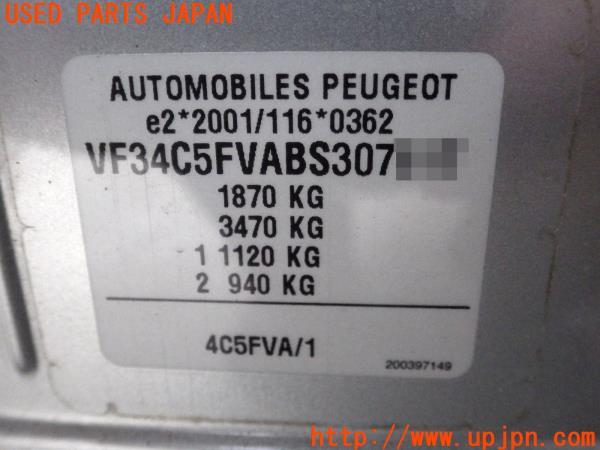 USED PARTS JAPAN
AUTOMOBILES PEUGEOT
e2*2001/116*0362
VF34C5FVABS307
1870 KG
3470 KG
1 1120 KG
2 940 KG
4C5FVA/1
200397149
http://www.upjpn.com/